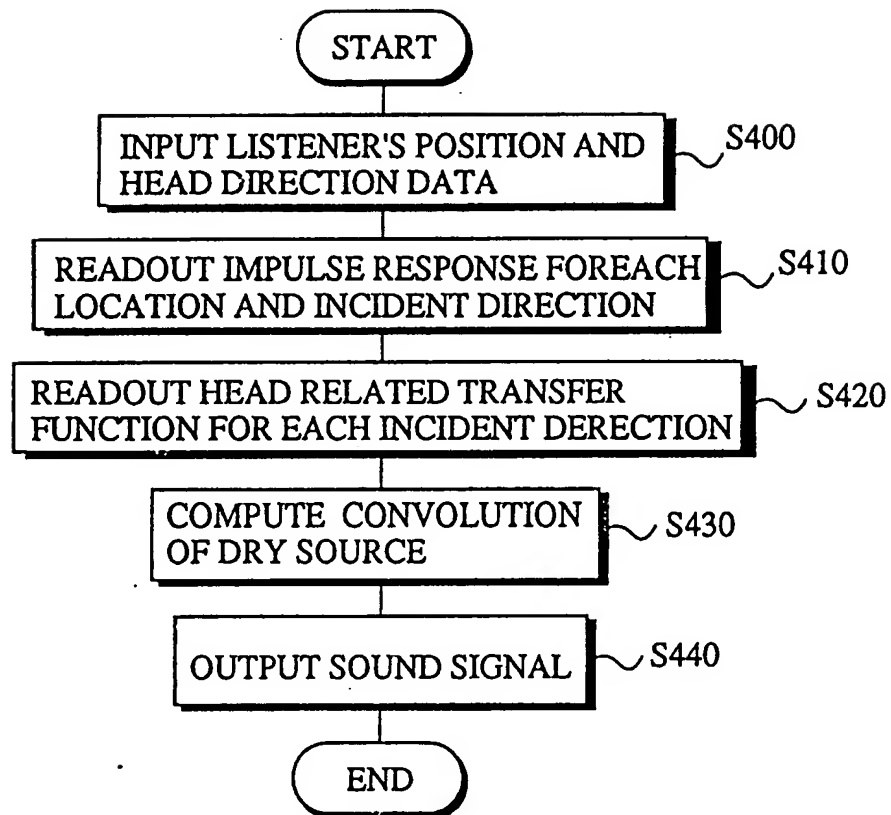 START
INPUT LISTENER'S POSITION AND
HEAD DIRECTION DATA
S400
READOUT IMPULSE RESPONSE FOREACH
LOCATION AND INCIDENT DIRECTION
S410
READOUT HEAD RELATED TRANSFER
FUNCTION FOR EACH INCIDENT DERECTION
S420
COMPUTE CONVOLUTION
OF DRY SOURCE
S430
OUTPUT SOUND SIGNAL
S440
END